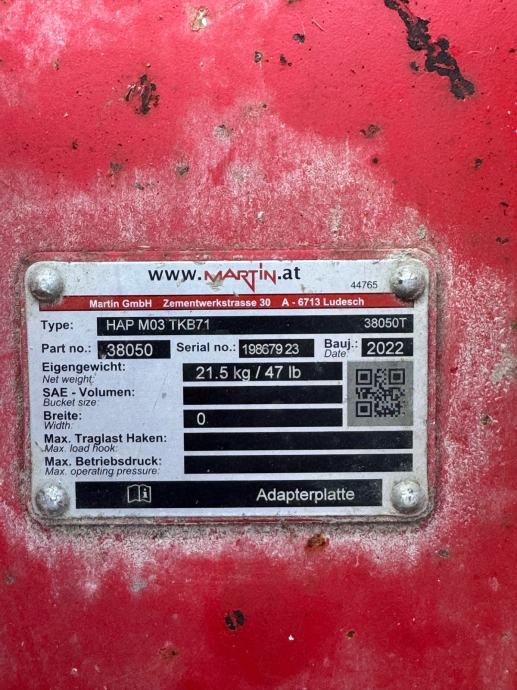 www.MARTIN.at
44765
Martin GmbH Zementwerkstrasse 30 A - 6713 Ludesch
Type: HAP M03 TKB71 38050T
Part no.: 38050 Serial no.: 198679 23 Bauj.: 2022
Date:
Eigengewicht: 21.5 kg / 47 lb
Net weight:
SAE - Volumen:
Bucket size:
Breite: 0
Width:
Max. Traglast Haken:
Max. load hook:
Max. Betriebsdruck:
Max. operating pressure:
Adapterplatte